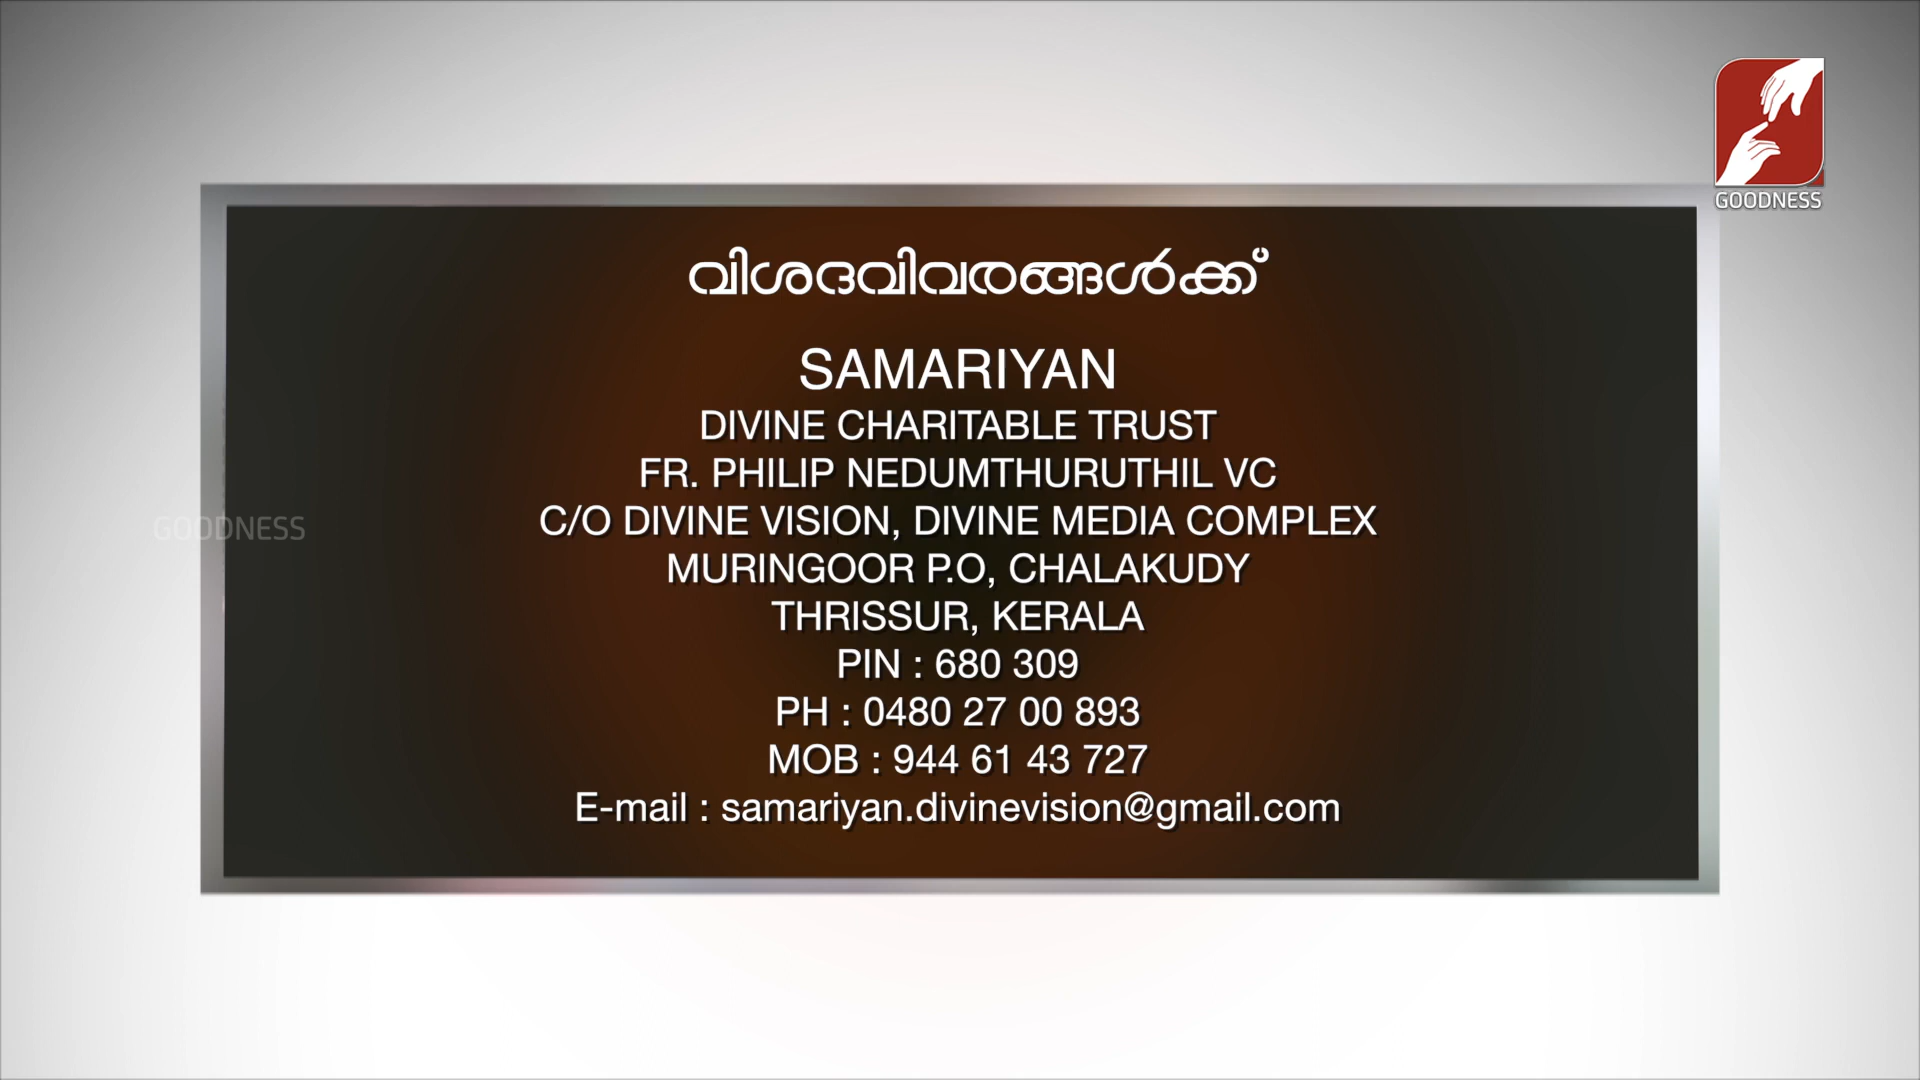 GOODNESS
വിശദവിവരങ്ങൾക്ക്
SAMARIYAN
DIVINE CHARITABLE TRUST
FR. PHILIP NEDUMTHURUTHIL VC
C/O DIVINE VISION, DIVINE MEDIA COMPLEX
GOODNESS
MURINGOOR P.O, CHALAKUDY
THRISSUR, KERALA
PIN : 680 309
PH : 0480 27 00 893
MOB : 944 61 43 727
E-mail : samariyan.divinevision@gmail.com